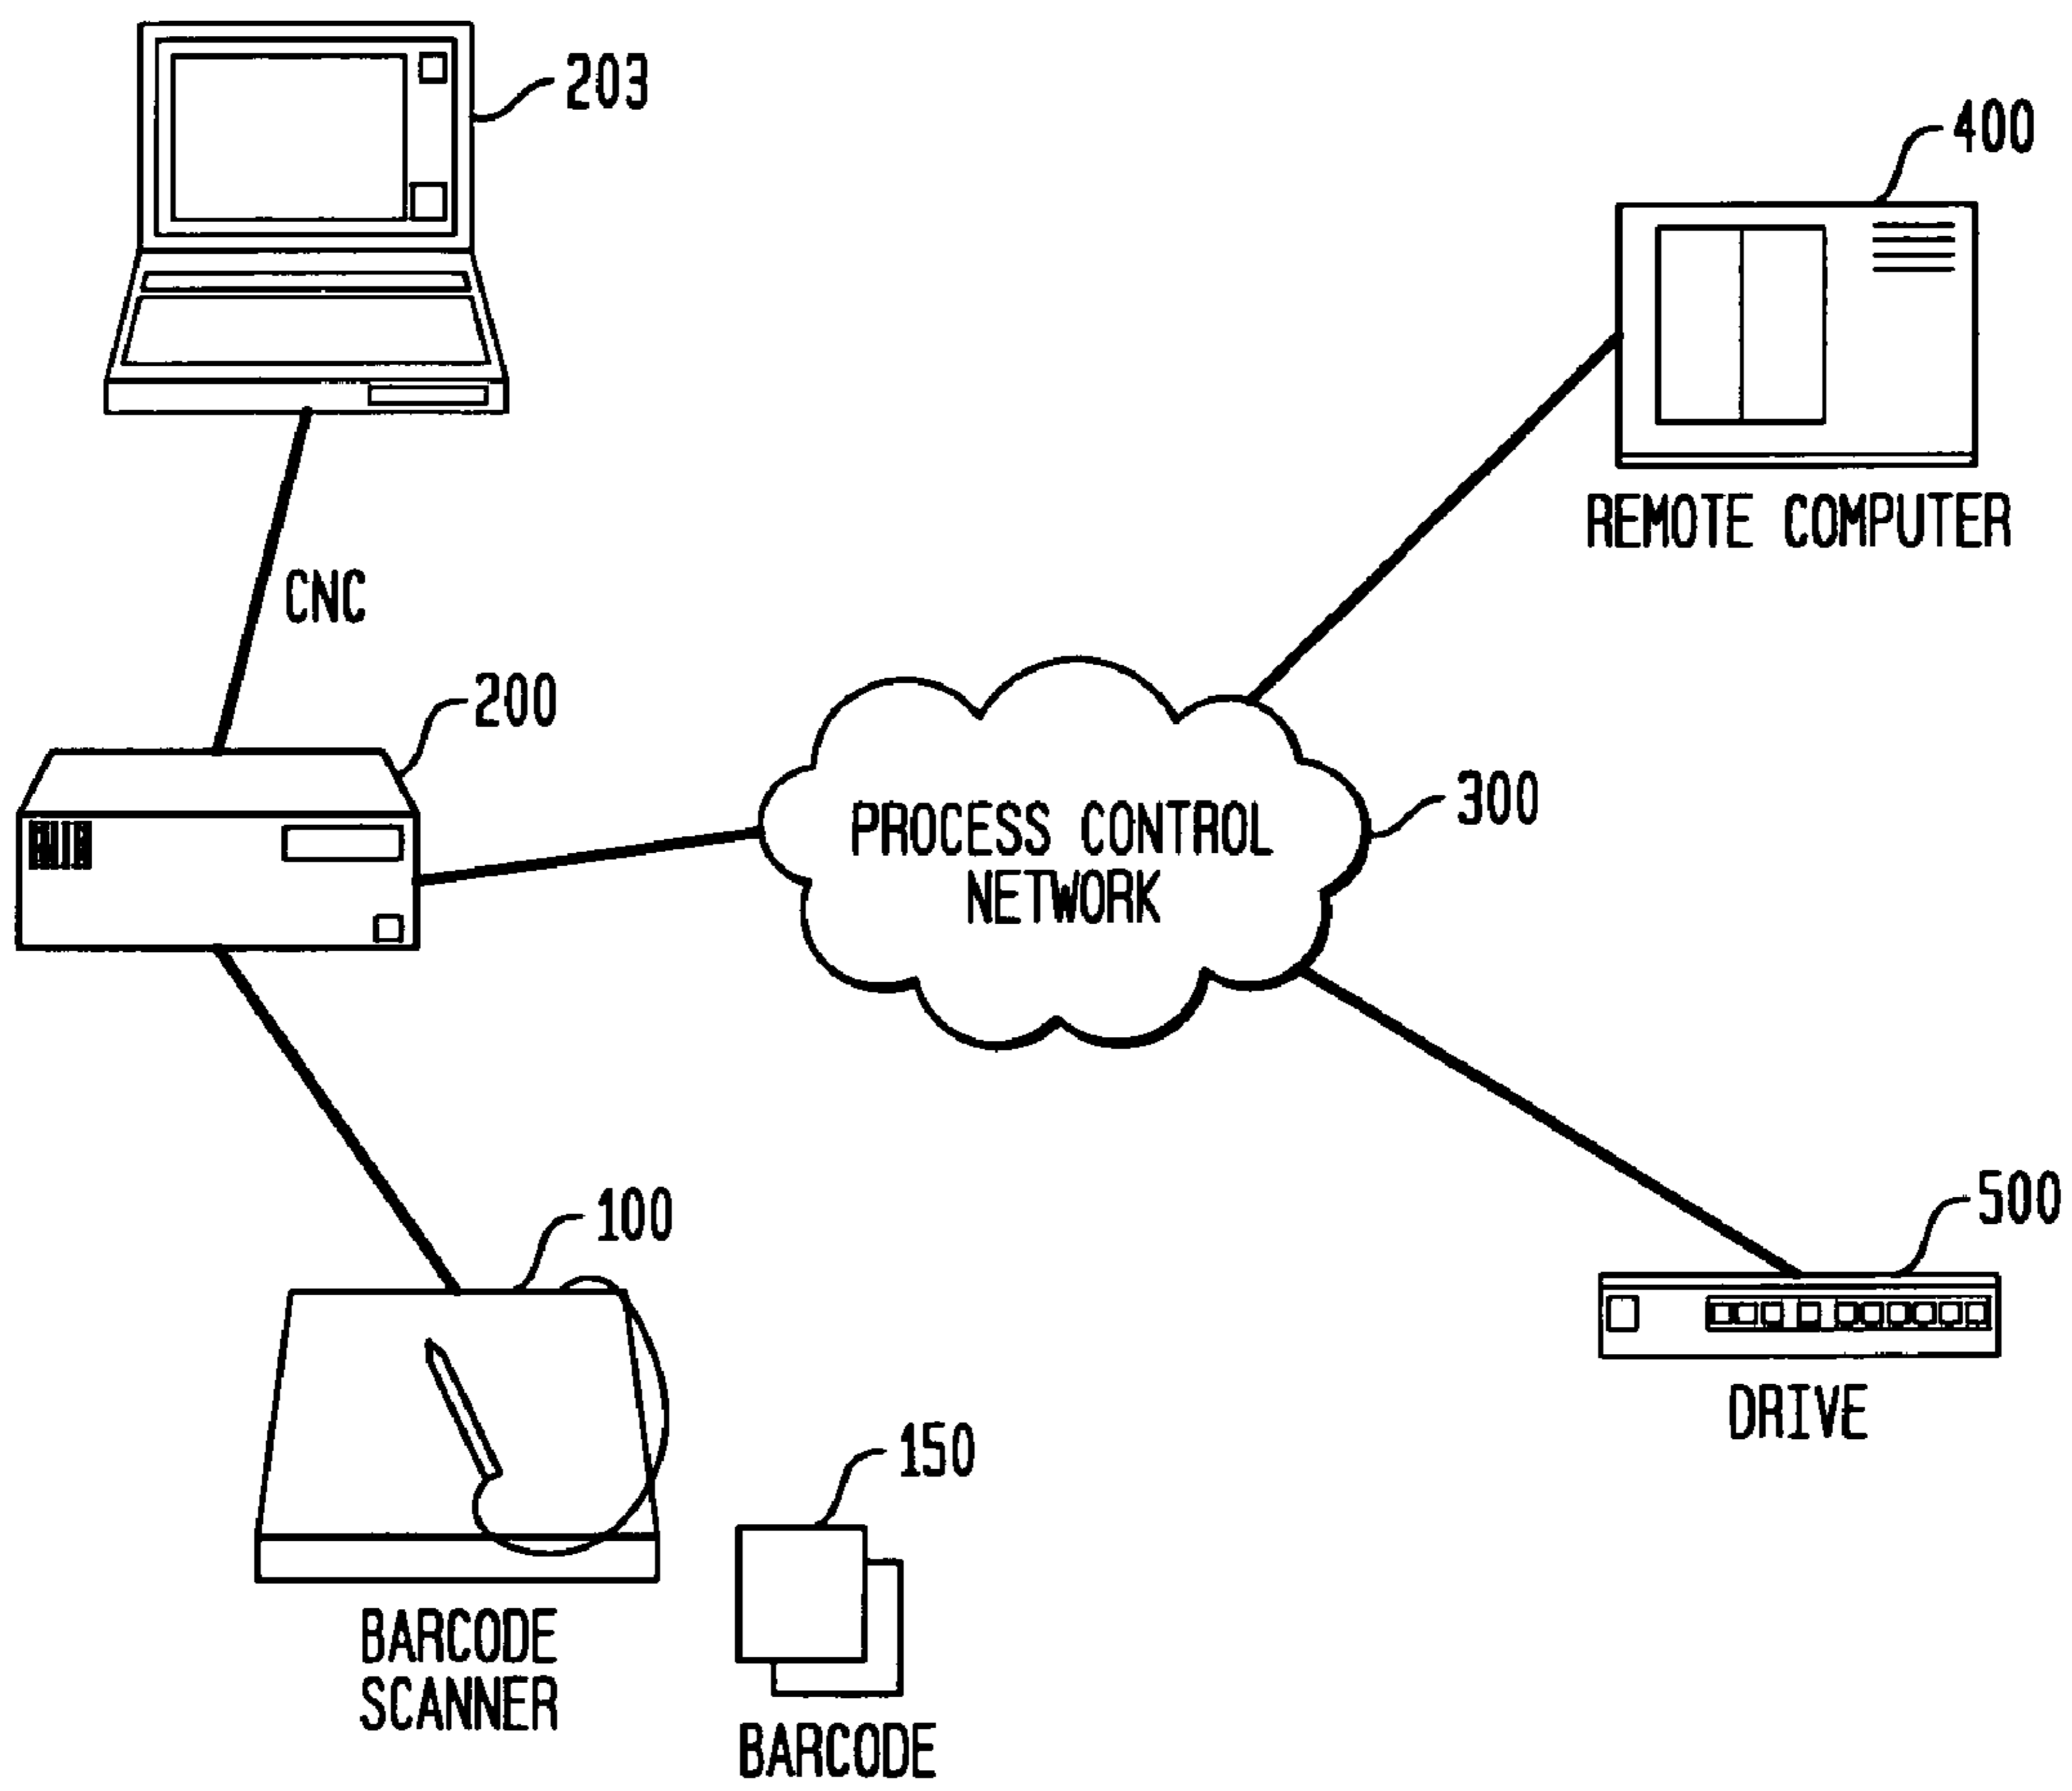 203
400
REMOTE COMPUTER
CNC
200
300
PROCESS CONTROL
NETWORK
100
500
DRIVE
150
BARCODE
SCANNER
BARCODE